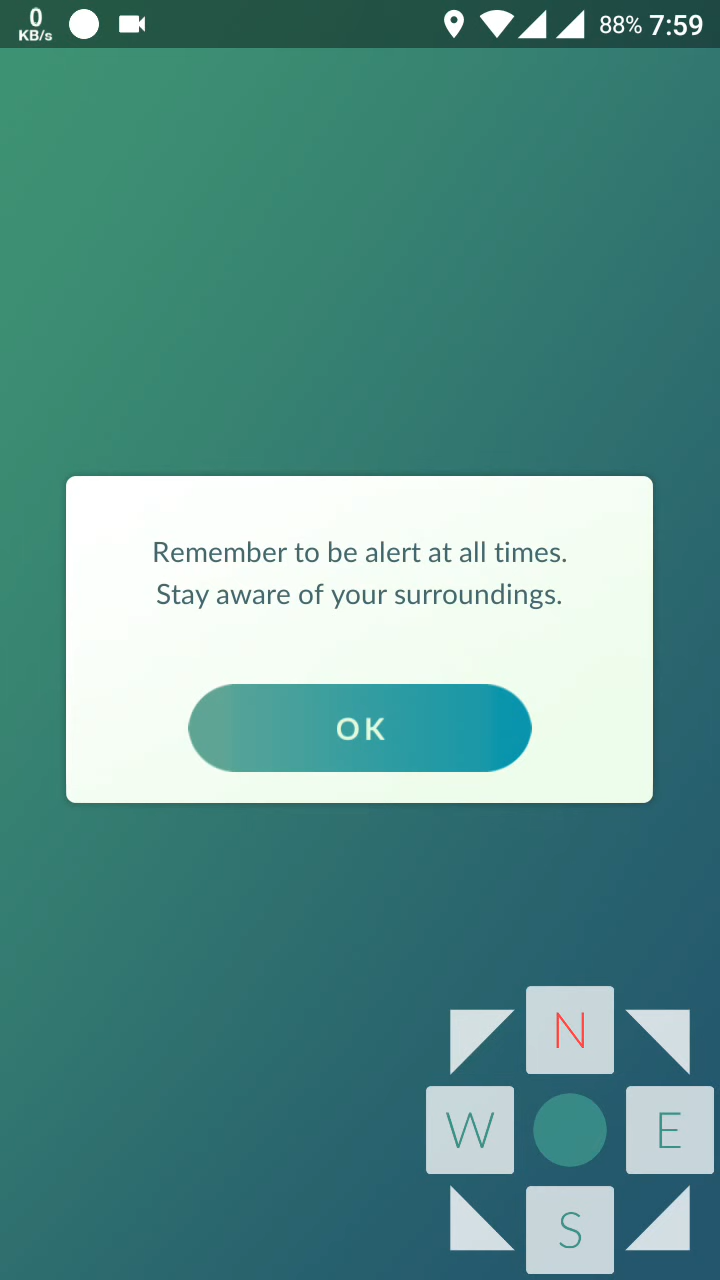 0
KB/s
88% 7:59
Remember to be alert at all times.
Stay aware of your surroundings.
OK
N
W E
S